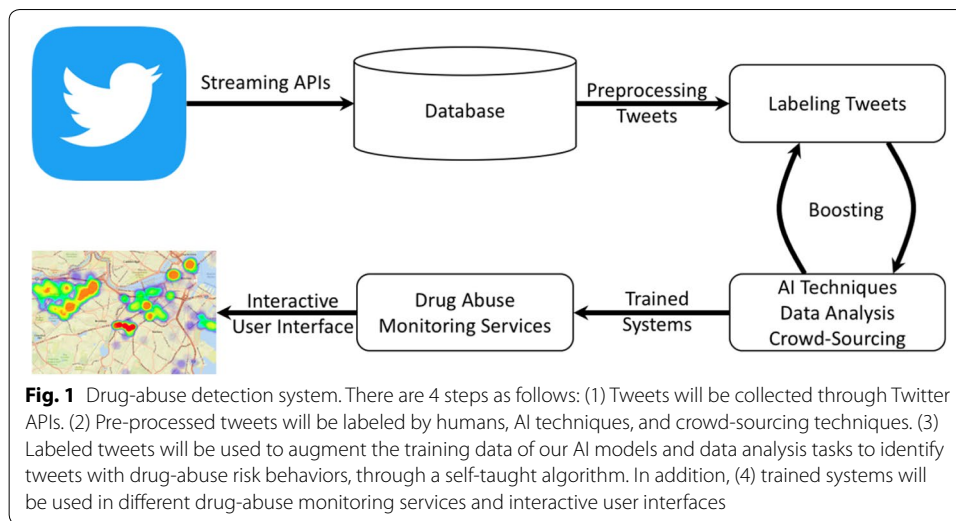 Streaming APIs
Database
Preprocessing
Tweets
Labeling Tweets
Boosting
AI Techniques
Data Analysis
Crowd-Sourcing
Trained
Systems
Drug Abuse
Monitoring Services
Interactive
User Interface
Fig. 1 Drug-abuse detection system. There are 4 steps as follows: (1) Tweets will be collected through Twitter
APIs. (2) Pre-processed tweets will be labeled by humans, AI techniques, and crowd-sourcing techniques. (3)
Labeled tweets will be used to augment the training data of our AI models and data analysis tasks to identify
tweets with drug-abuse risk behaviors, through a self-taught algorithm. In addition, (4) trained systems will
be used in different drug-abuse monitoring services and interactive user interfaces